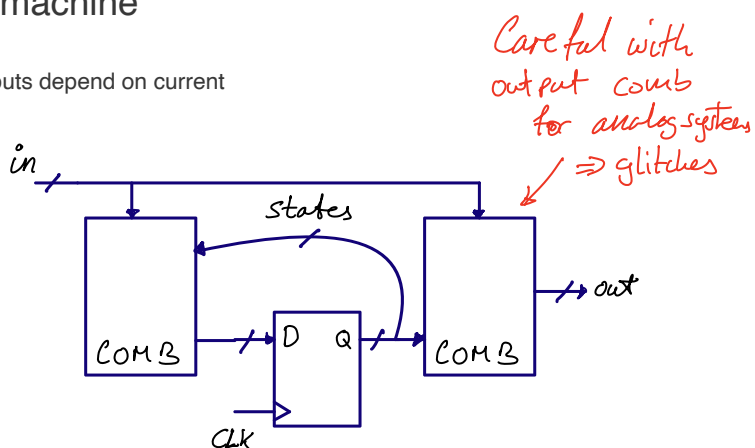 machine
outs depend on current
Careful with
output comb
for analog systems
⇒ glitches
in
states
out
D Q
COMB
COMB
CLK